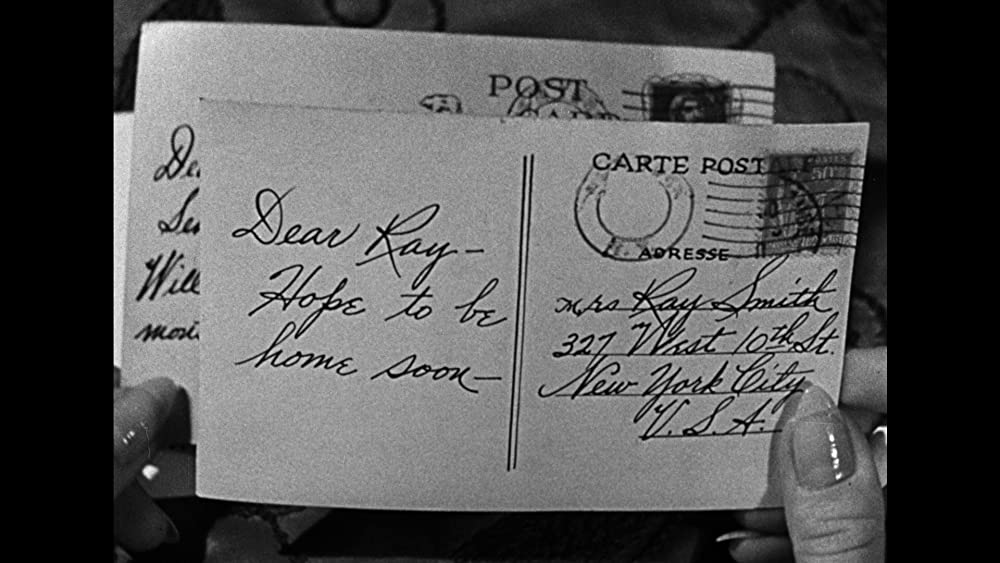 POST
CARD
CARTE POSTALE
ADRESSE
Dear Ray—
Hope to be
home soon—
Mrs Ray Smith
327 West 10th St.
New York City
U.S.A.